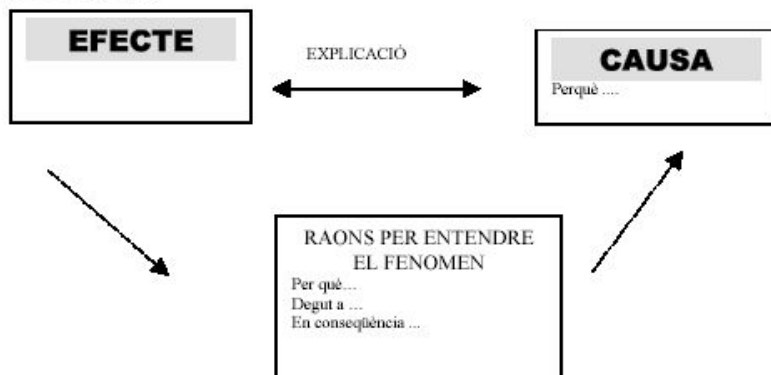 EFECTE
EXPLICACIÓ
CAUSA
Perquè ....
RAONS PER ENTENDRE
EL FENOMEN
Per què...
Degut a ...
En conseqüència ...